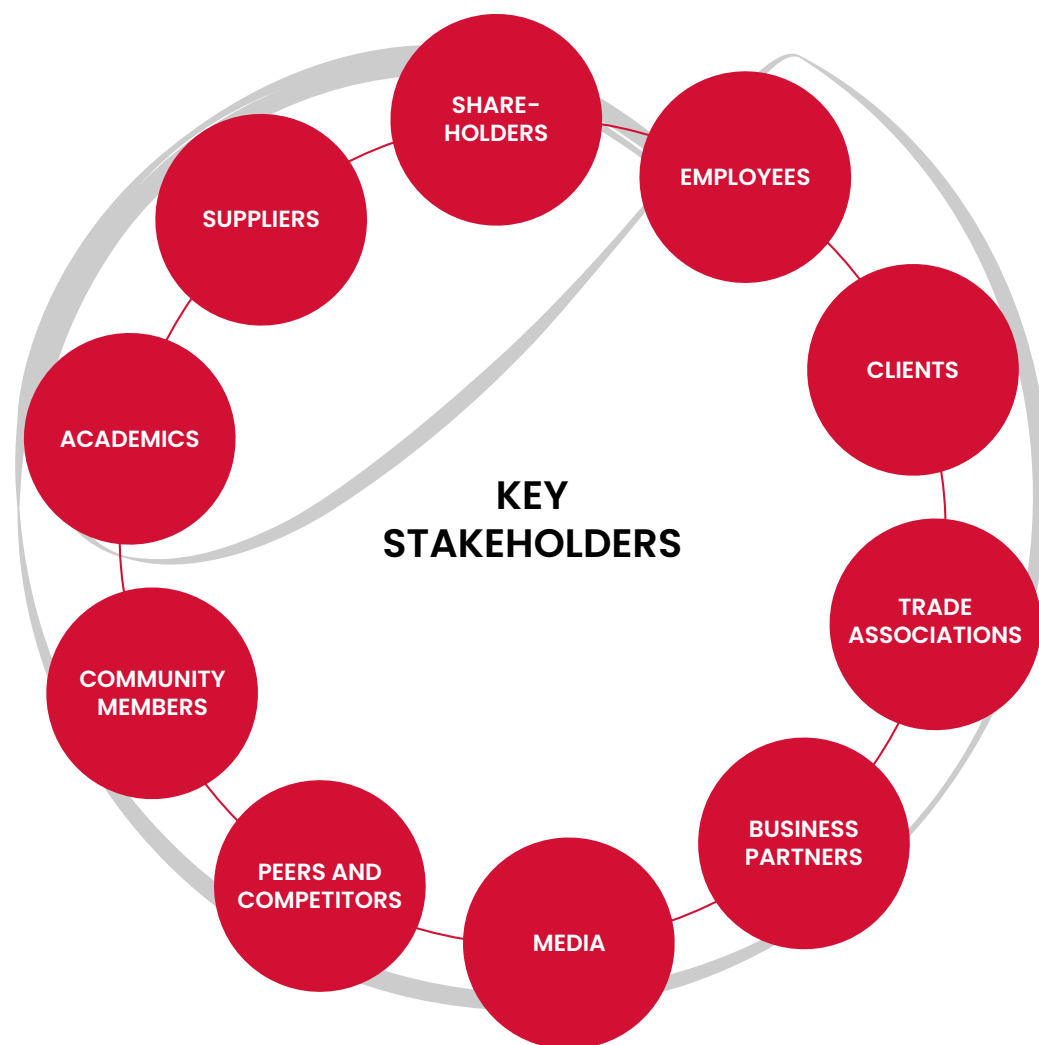 SHARE-
HOLDERS
EMPLOYEES
SUPPLIERS
CLIENTS
ACADEMICS
KEY
STAKEHOLDERS
TRADE
ASSOCIATIONS
COMMUNITY
MEMBERS
BUSINESS
PARTNERS
PEERS AND
COMPETITORS
MEDIA